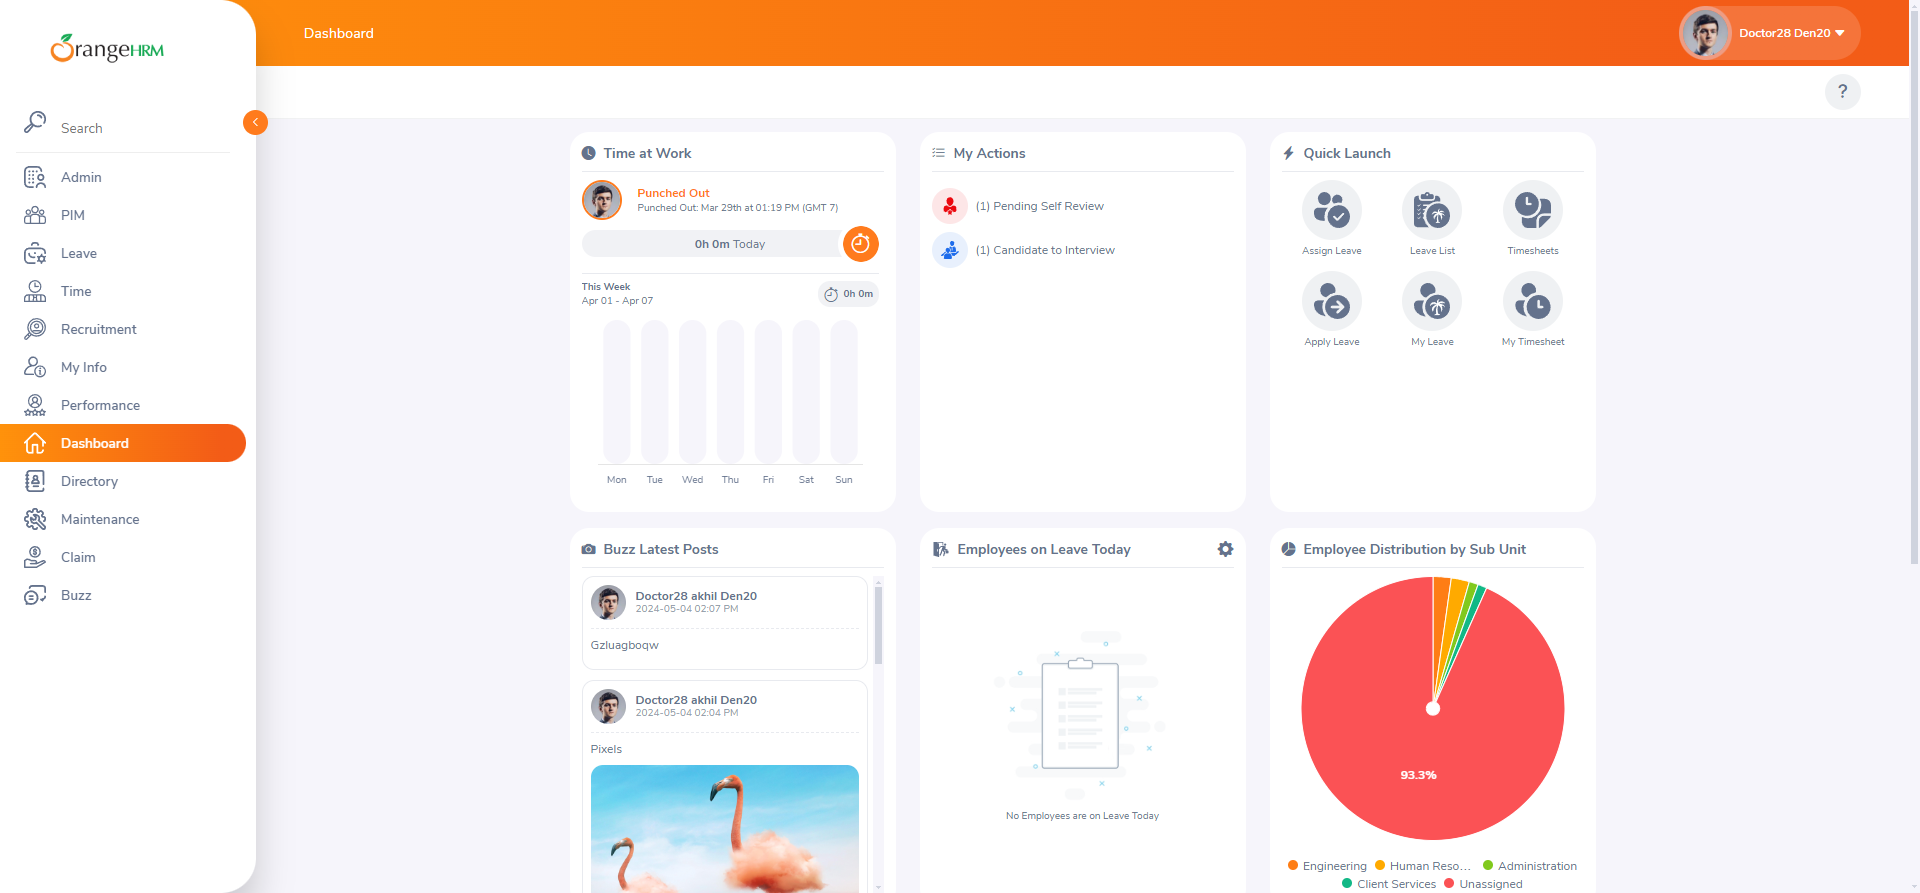 OrangeHRM
Dashboard
Doctor28 Den20
?
Search
Admin
PIM
Leave
Time
Recruitment
My Info
Performance
Dashboard
Directory
Maintenance
Claim
Buzz
Time at Work
Punched Out
Punched Out: Mar 29th at 01:19 PM (GMT 7)
0h 0m Today
This Week
Apr 01 - Apr 07
0h 0m
Mon Tue Wed Thu Fri Sat Sun
My Actions
(1) Pending Self Review
(1) Candidate to Interview
Quick Launch
Assign Leave
Leave List
Timesheets
Apply Leave
My Leave
My Timesheet
Buzz Latest Posts
Doctor28 akhil Den20
2024-05-04 02:07 PM
Gzluagboqw
Doctor28 akhil Den20
2024-05-04 02:04 PM
Pixels
Employees on Leave Today
No Employees are on Leave Today
Employee Distribution by Sub Unit
93.3%
Engineering Human Reso... Administration
Client Services Unassigned